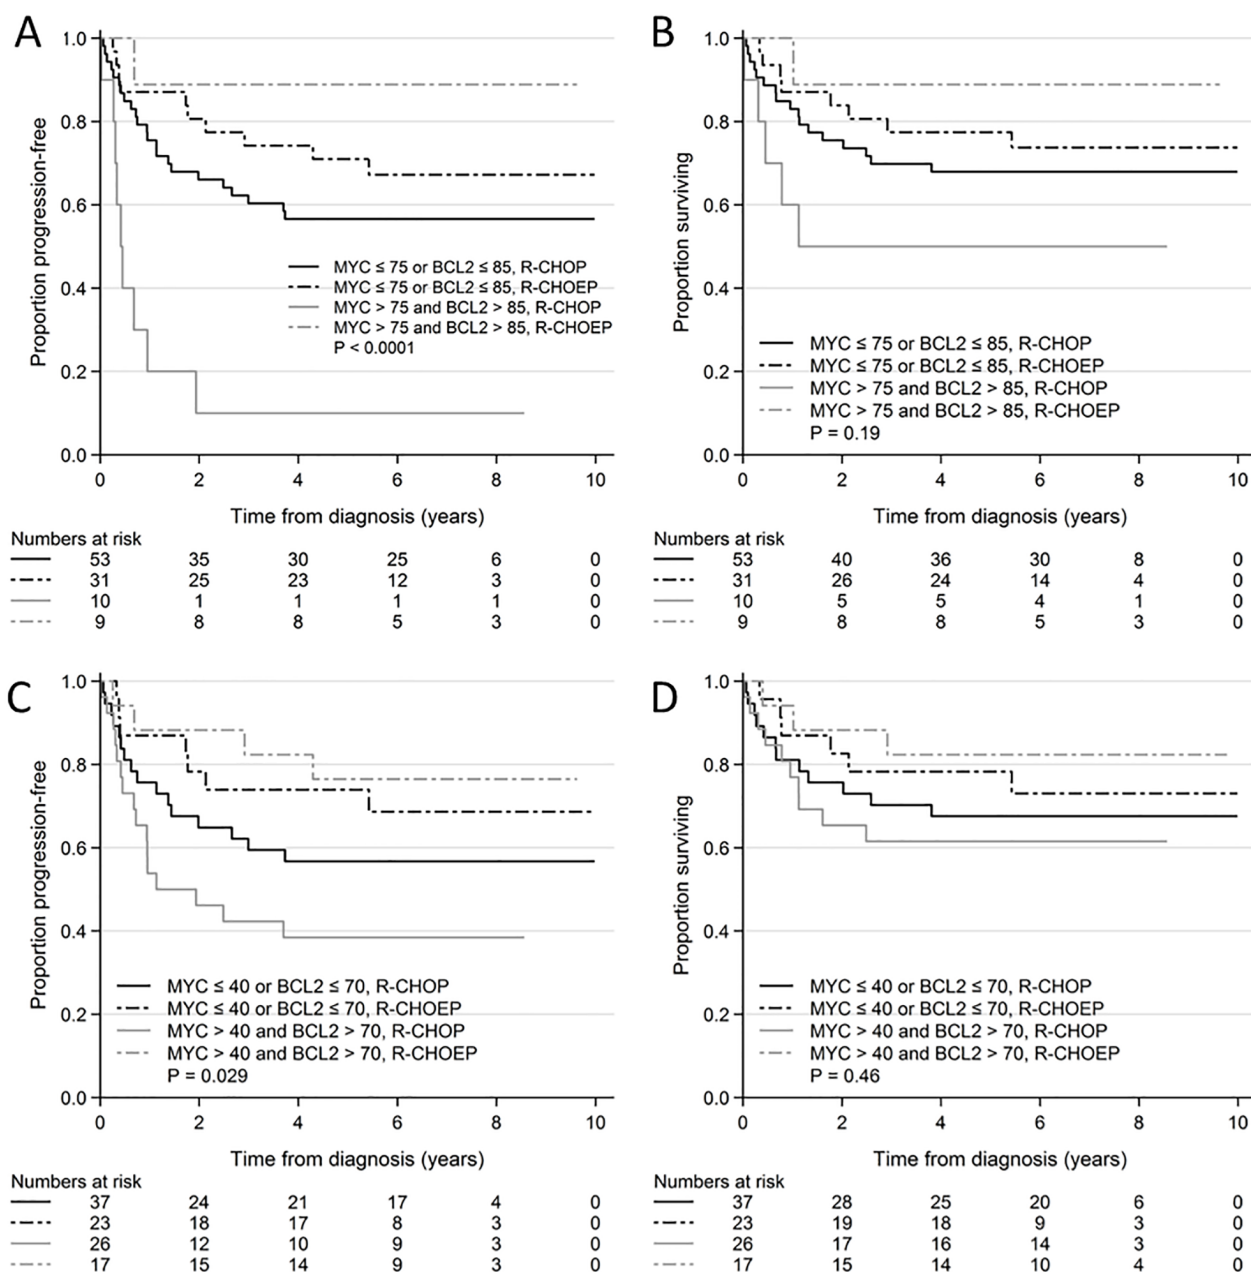 A
1.0
0.8
0.6
0.4
0.2
0.0
Proportion progression-free
MYC ≤ 75 or BCL2 ≤ 85, R-CHOP
MYC ≤ 75 or BCL2 ≤ 85, R-CHOEP
MYC > 75 and BCL2 > 85, R-CHOP
MYC > 75 and BCL2 > 85, R-CHOEP
P < 0.0001
0 2 4 6 8 10
Time from diagnosis (years)
Numbers at risk
53 35 30 25 6 0
31 25 23 12 3 0
10 1 1 1 1 0
9 8 8 5 3 0
B
1.0
0.8
0.6
0.4
0.2
0.0
Proportion surviving
MYC ≤ 75 or BCL2 ≤ 85, R-CHOP
MYC ≤ 75 or BCL2 ≤ 85, R-CHOEP
MYC > 75 and BCL2 > 85, R-CHOP
MYC > 75 and BCL2 > 85, R-CHOEP
P = 0.19
0 2 4 6 8 10
Time from diagnosis (years)
Numbers at risk
53 40 36 30 8 0
31 26 24 14 4 0
10 5 5 4 1 0
9 8 8 5 3 0
C
1.0
0.8
0.6
0.4
0.2
0.0
Proportion progression-free
MYC ≤ 40 or BCL2 ≤ 70, R-CHOP
MYC ≤ 40 or BCL2 ≤ 70, R-CHOEP
MYC > 40 and BCL2 > 70, R-CHOP
MYC > 40 and BCL2 > 70, R-CHOEP
P = 0.029
0 2 4 6 8 10
Time from diagnosis (years)
Numbers at risk
37 24 21 17 4 0
23 18 17 8 3 0
26 12 10 9 3 0
17 15 14 9 3 0
D
1.0
0.8
0.6
0.4
0.2
0.0
Proportion surviving
MYC ≤ 40 or BCL2 ≤ 70, R-CHOP
MYC ≤ 40 or BCL2 ≤ 70, R-CHOEP
MYC > 40 and BCL2 > 70, R-CHOP
MYC > 40 and BCL2 > 70, R-CHOEP
P = 0.46
0 2 4 6 8 10
Time from diagnosis (years)
Numbers at risk
37 28 25 20 6 0
23 19 18 9 3 0
26 17 16 14 3 0
17 15 14 10 4 0